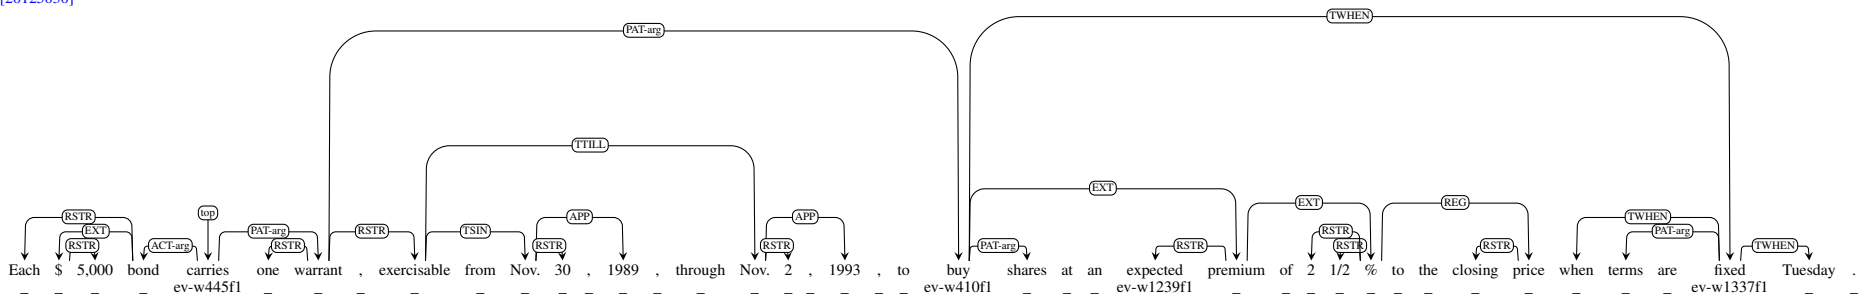 TWHEN
PAT-arg
TTILL
EXT
EXT REG
top
RSTR APP APP TWHEN
EXT PAT-arg RSTR TSIN RSTR PAT-arg
RSTR ACT-arg RSTR RSTR RSTR PAT-arg RSTR RSTR RSTR TWHEN
Each $ 5,000 bond carries one warrant , exercisable from Nov. 30 , 1989 , through Nov. 2 , 1993 , to buy shares at an expected premium of 2 1/2 % to the closing price when terms are fixed Tuesday .
_ _ _ _ ev-w445f1 _ _ _ _ _ _ _ _ _ _ _ _ _ _ _ _ _ ev-w410f1 _ _ _ ev-w1239f1 _ _ _ _ _ _ _ _ _ _ _ _ ev-w1337f1 _ _